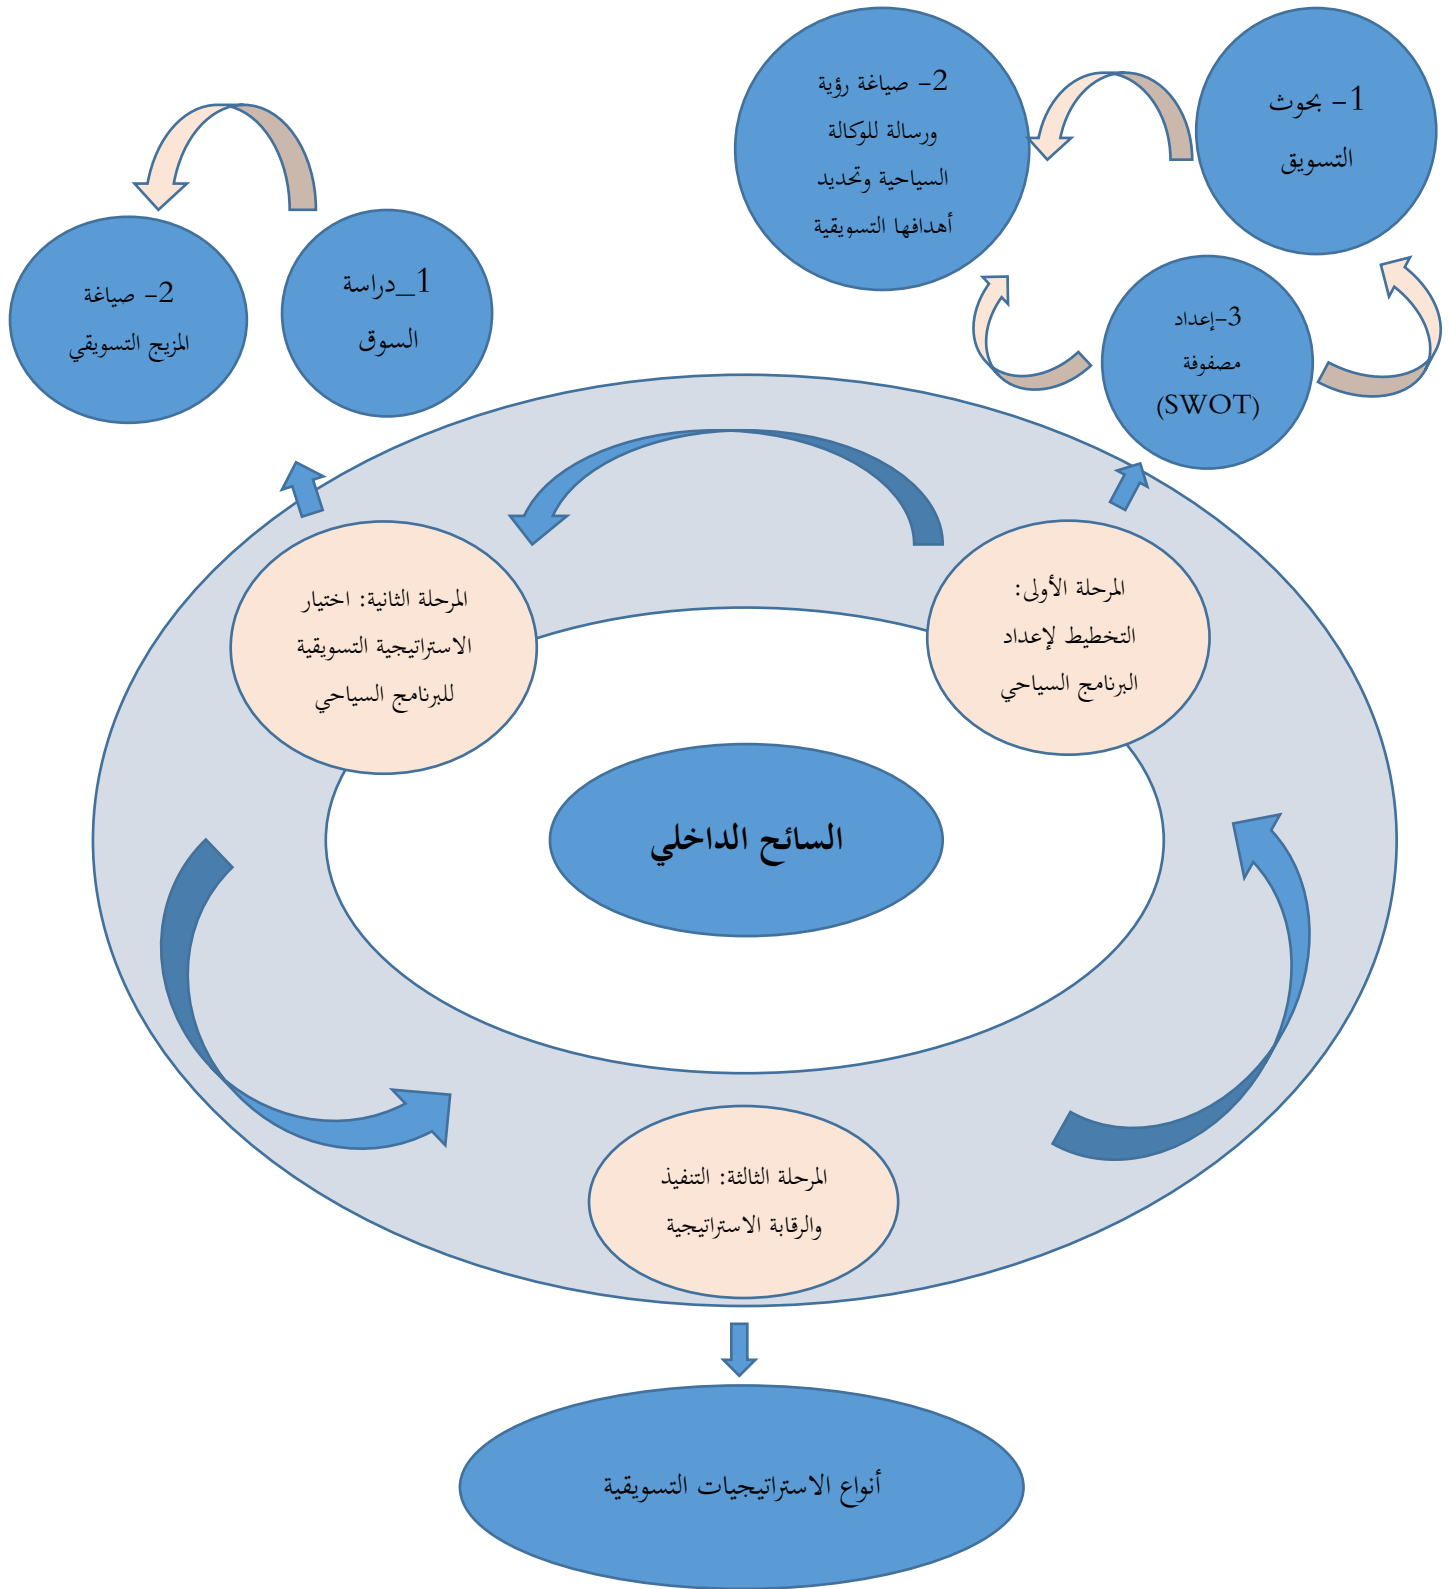 1- بحوث
التسويق
2- صياغة رؤية
ورسالة للوكالة
السياحية وتحديد
أهدافها التسويقية
3-إعداد
مصفوفة
(SWOT)
1_دراسة
السوق
2- صياغة
المزيج التسويقي
المرحلة الأولى:
التخطيط لإعداد
البرنامج السياحي
المرحلة الثانية: اختيار
الاستراتيجية التسويقية
للبرنامج السياحي
السائح الداخلي
المرحلة الثالثة: التنفيذ
والرقابة الاستراتيجية
أنواع الاستراتيجيات التسويقية